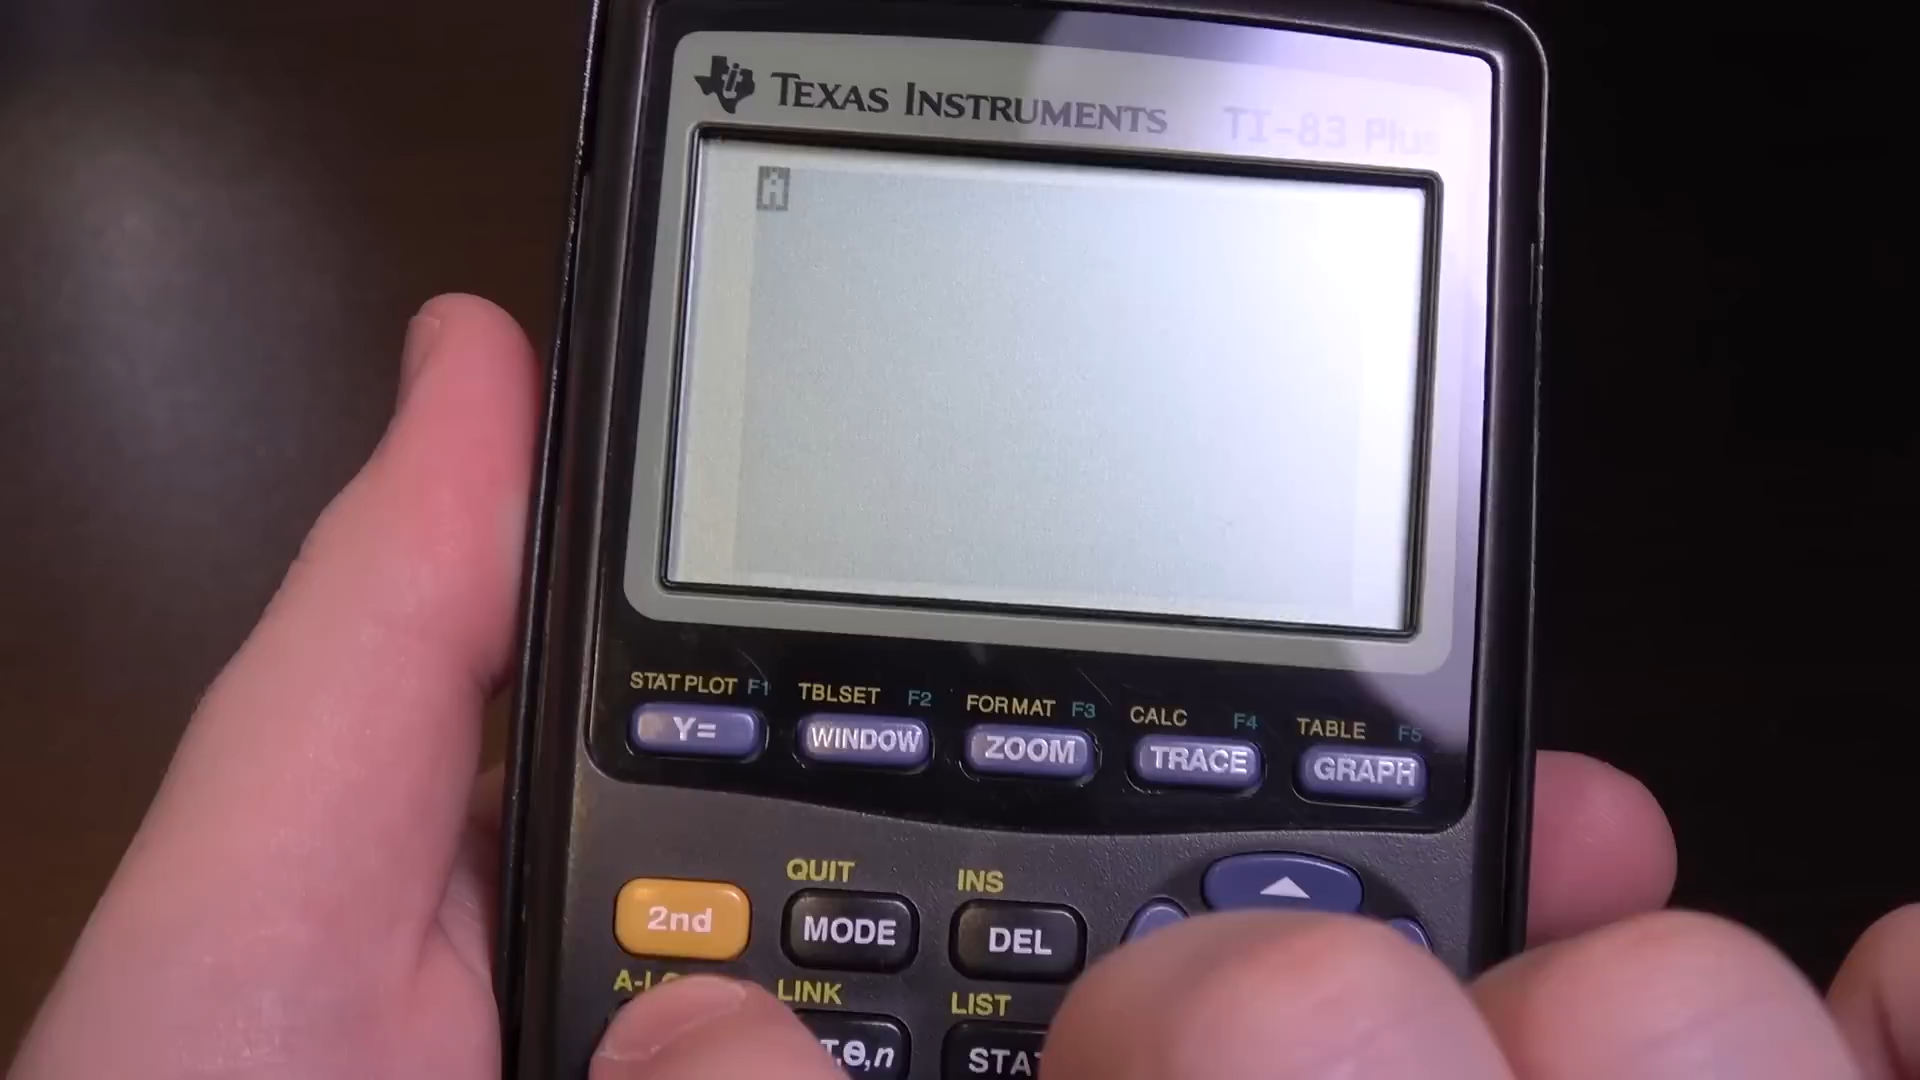 TEXAS INSTRUMENTS TI-83 Plus
A
STAT PLOT F1 TBLSET F2 FORMAT F3 CALC F4 TABLE F5
Y= WINDOW ZOOM TRACE GRAPH
QUIT INS
2nd MODE DEL
LINK LIST